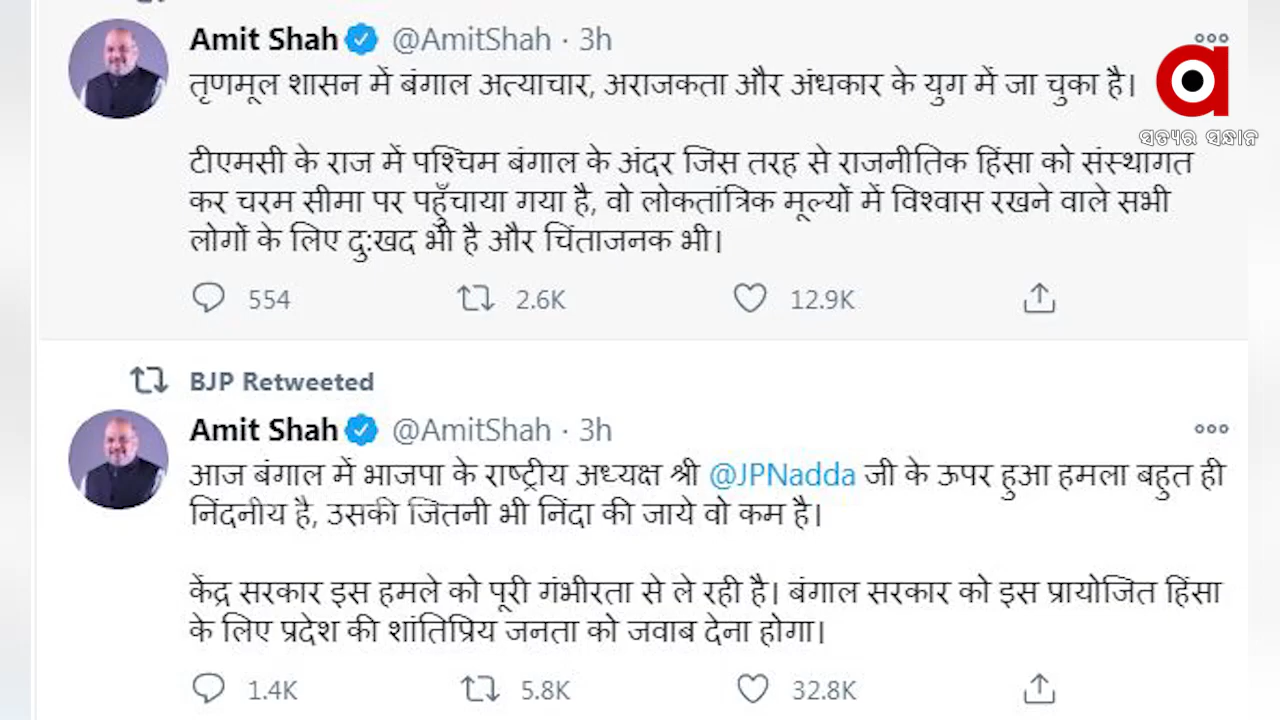 Amit Shah @AmitShah · 3h
तृणमूल शासन में बंगाल अत्याचार, अराजकता और अंधकार के युग में जा चुका है।
ସତ୍ୟର ସନ୍ଧାନ
टीएमसी के राज में पश्चिम बंगाल के अंदर जिस तरह से राजनीतिक हिंसा को संस्थागत
कर चरम सीमा पर पहुँचाया गया है, वो लोकतांत्रिक मूल्यों में विश्वास रखने वाले सभी
लोगों के लिए दु:खद भी है और चिंताजनक भी।
554 2.6K 12.9K
BJP Retweeted
Amit Shah @AmitShah · 3h
आज बंगाल में भाजपा के राष्ट्रीय अध्यक्ष श्री @JPNadda जी के ऊपर हुआ हमला बहुत ही
निंदनीय है, उसकी जितनी भी निंदा की जाये वो कम है।
केंद्र सरकार इस हमले को पूरी गंभीरता से ले रही है। बंगाल सरकार को इस प्रायोजित हिंसा
के लिए प्रदेश की शांतिप्रिय जनता को जवाब देना होगा।
1.4K 5.8K 32.8K